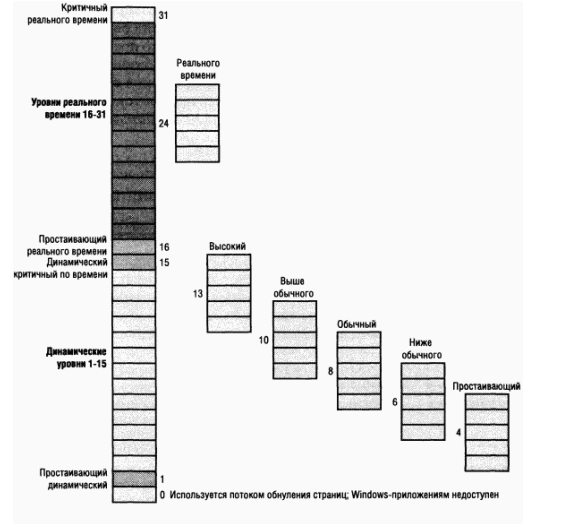 Критичный
реального времени
31
Реального
времени
Уровни реального
времени 16-31
24
Простаивающий
реального времени
16
Динамический
критичный по времени
15
Высокий
13
Выше
обычного
10
Обычный
8
Ниже
обычного
6
Простаивающий
4
Динамические
уровни 1-15
Простаивающий
динамический
1
0 Используется потоком обнуления страниц; Windows-приложениям недоступен